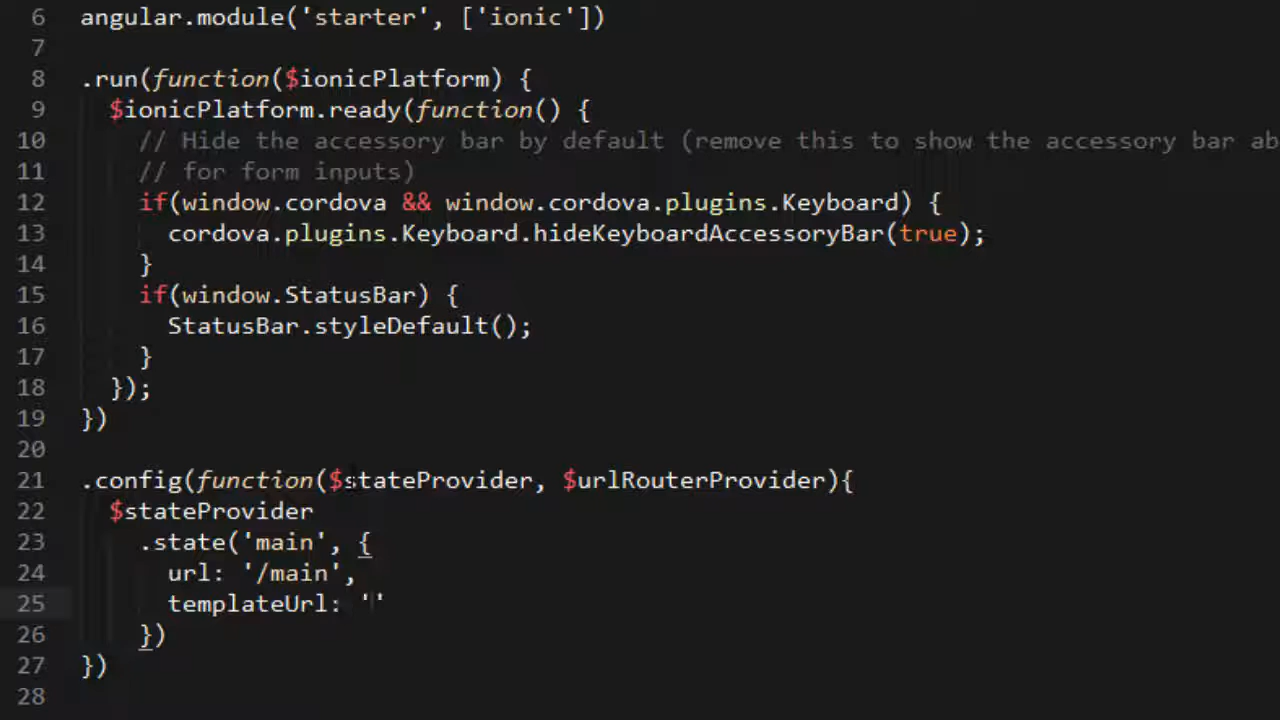 6 angular.module('starter', ['ionic'])
7
8 .run(function($ionicPlatform) {
9 $ionicPlatform.ready(function() {
10 // Hide the accessory bar by default (remove this to show the accessory bar ab
11 // for form inputs)
12 if(window.cordova && window.cordova.plugins.Keyboard) {
13 cordova.plugins.Keyboard.hideKeyboardAccessoryBar(true);
14 }
15 if(window.StatusBar) {
16 StatusBar.styleDefault();
17 }
18 });
19 })
20
21 .config(function($stateProvider, $urlRouterProvider){
22 $stateProvider
23 .state('main', {
24 url: '/main',
25 templateUrl: ''
26 })
27 })
28